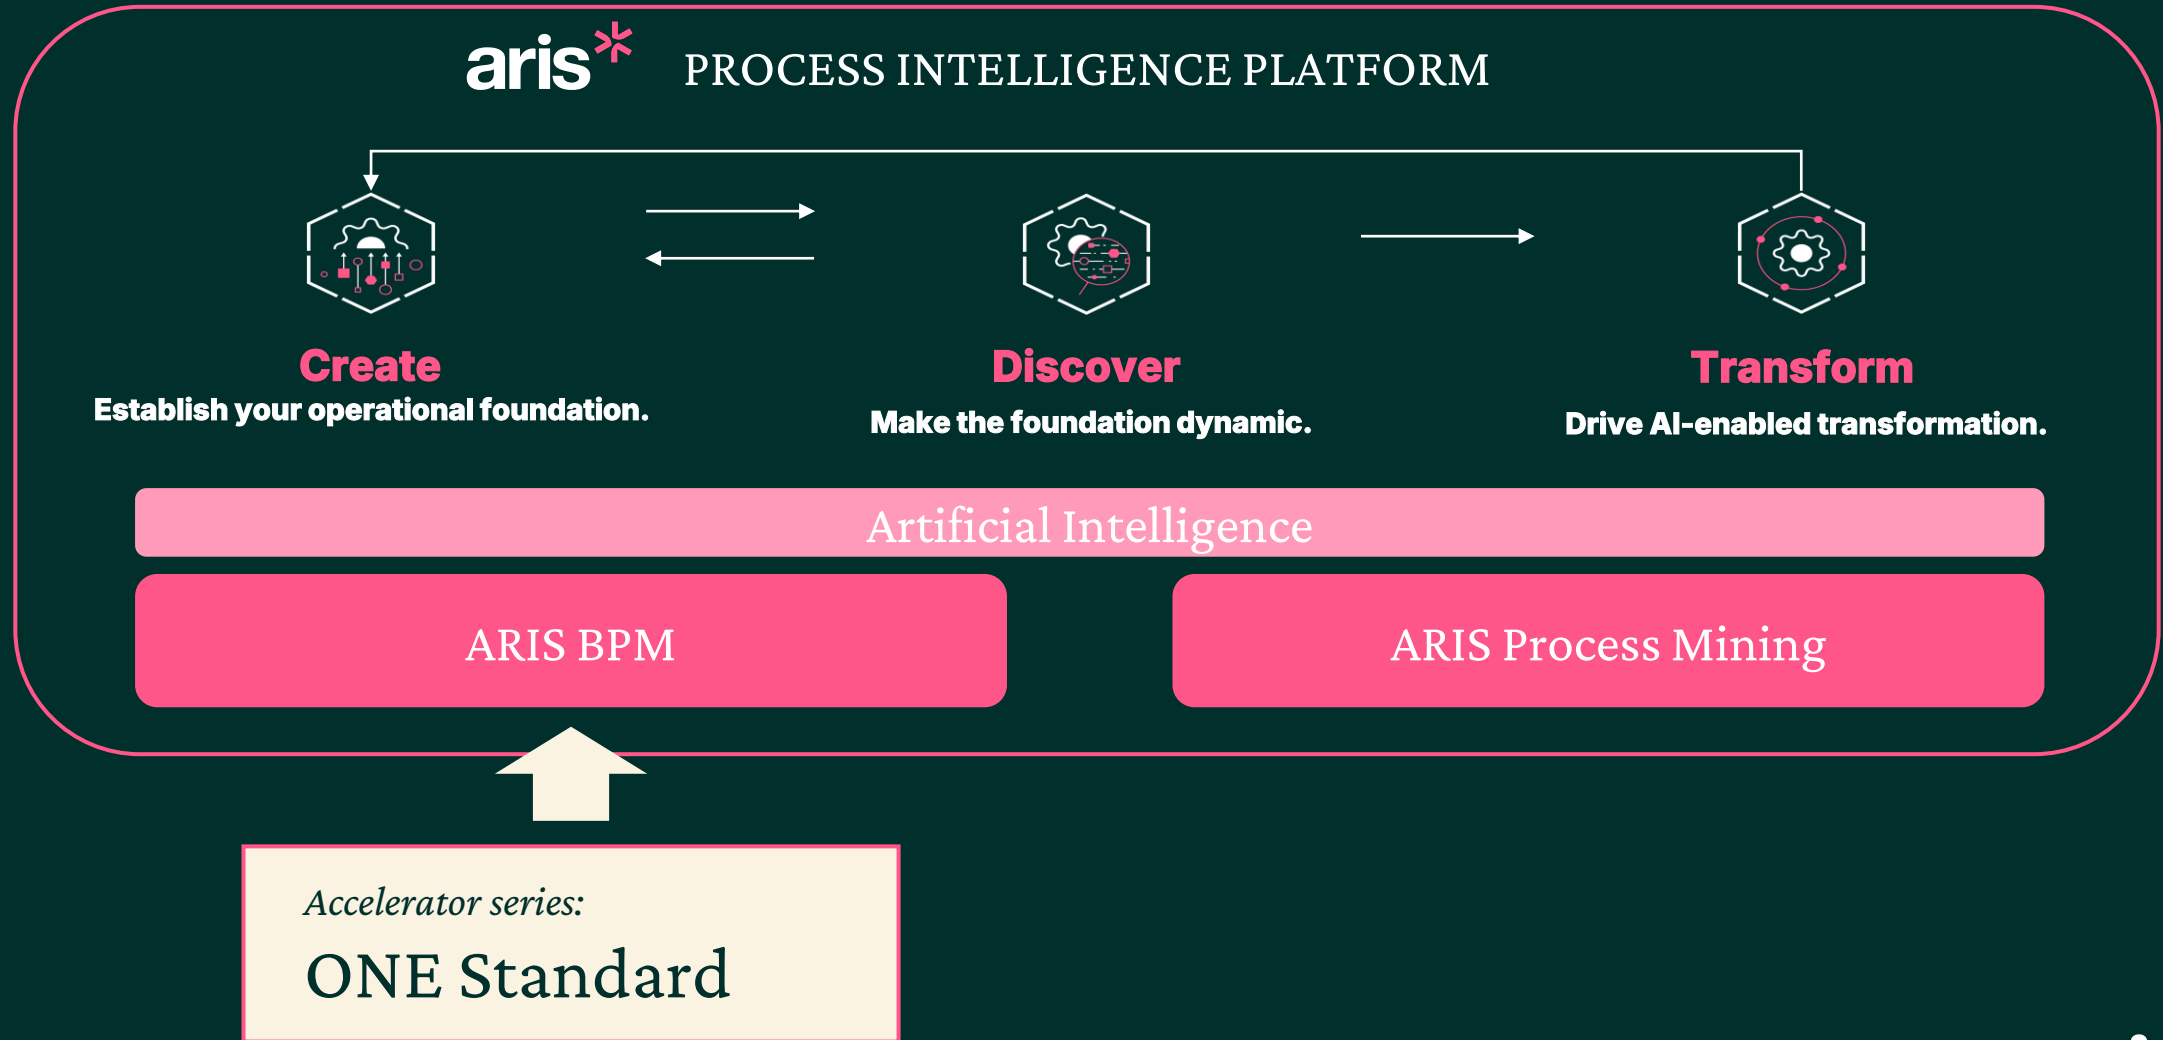 aris
PROCESS INTELLIGENCE PLATFORM
Create
Establish your operational foundation.
Discover
Make the foundation dynamic.
Transform
Drive AI-enabled transformation.
Artificial Intelligence
ARIS BPM
ARIS Process Mining
Accelerator series:
ONE Standard